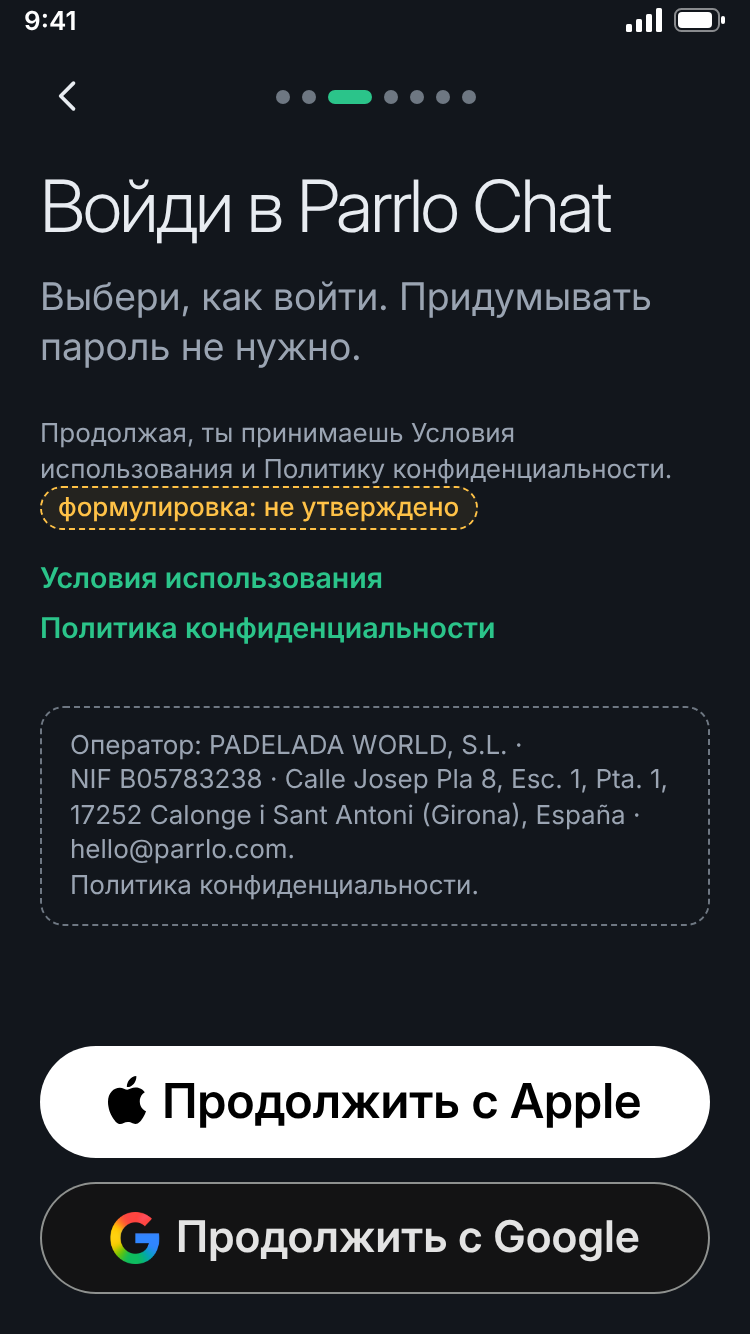 9:41
Войди в Parrlo Chat
Выбери, как войти. Придумывать
пароль не нужно.
Продолжая, ты принимаешь Условия
использования и Политику конфиденциальности.
формулировка: не утверждено
Условия использования
Политика конфиденциальности
Оператор: PADELADA WORLD, S.L. ·
NIF B05783238 · Calle Josep Pla 8, Esc. 1, Pta. 1,
17252 Calonge i Sant Antoni (Girona), España ·
hello@parrlo.com.
Политика конфиденциальности.
Продолжить с Apple
Продолжить с Google